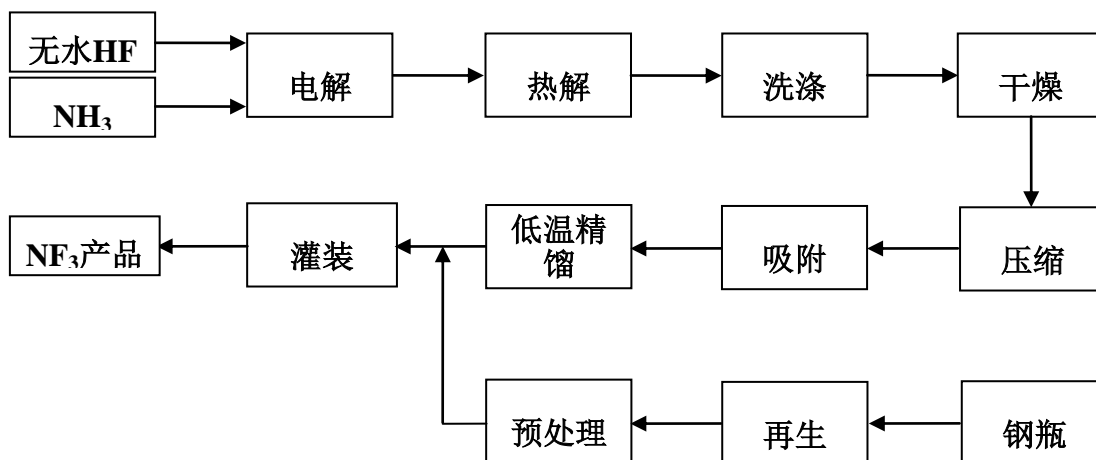 无水HF
NH₃
电解
热解
洗涤
干燥
NF₃产品
灌装
低温精
馏
吸附
压缩
预处理
再生
钢瓶